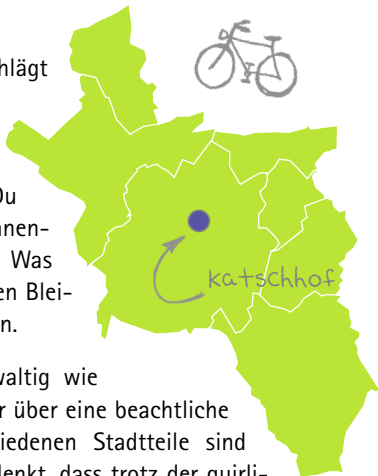 hlägt
Du
nnen-
Was
en Blei-
n.
Katschhof
waltig wie
r über eine beachtliche
iedenen Stadtteile sind
lenkt, dass trotz der quirli-